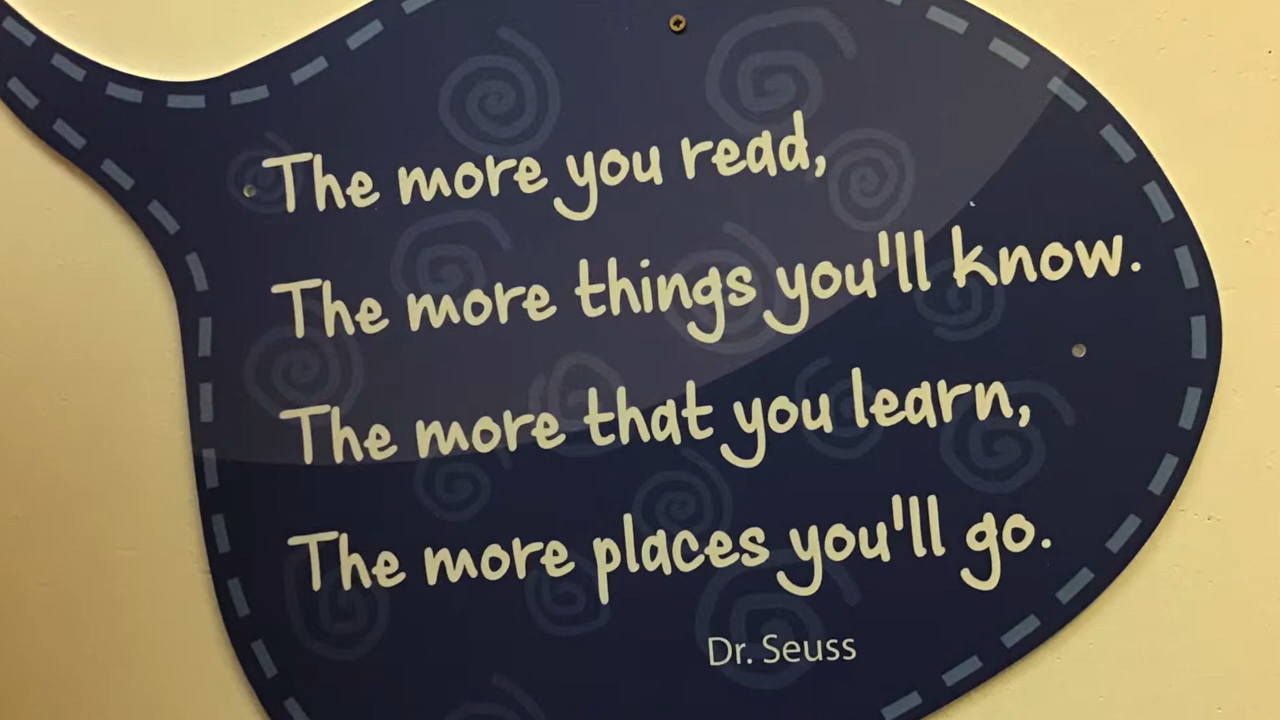 The more you read,
The more things you'll know.
The more that you learn,
The more places you'll go.
Dr. Seuss